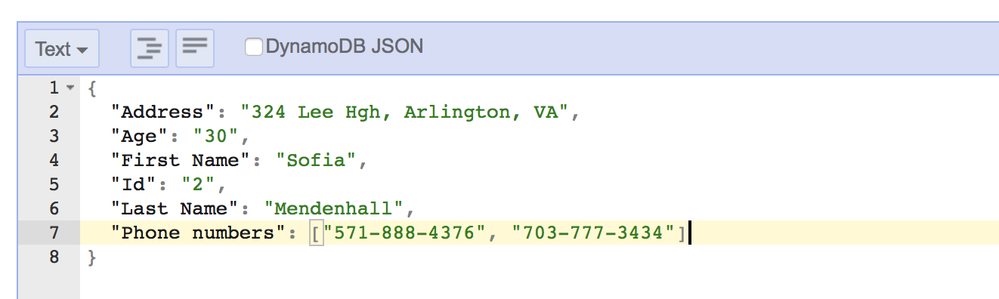 Text DynamoDB JSON
1 {
2 "Address": "324 Lee Hgh, Arlington, VA",
3 "Age": "30",
4 "First Name": "Sofia",
5 "Id": "2",
6 "Last Name": "Mendenhall",
7 "Phone numbers": ["571-888-4376", "703-777-3434"]
8 }